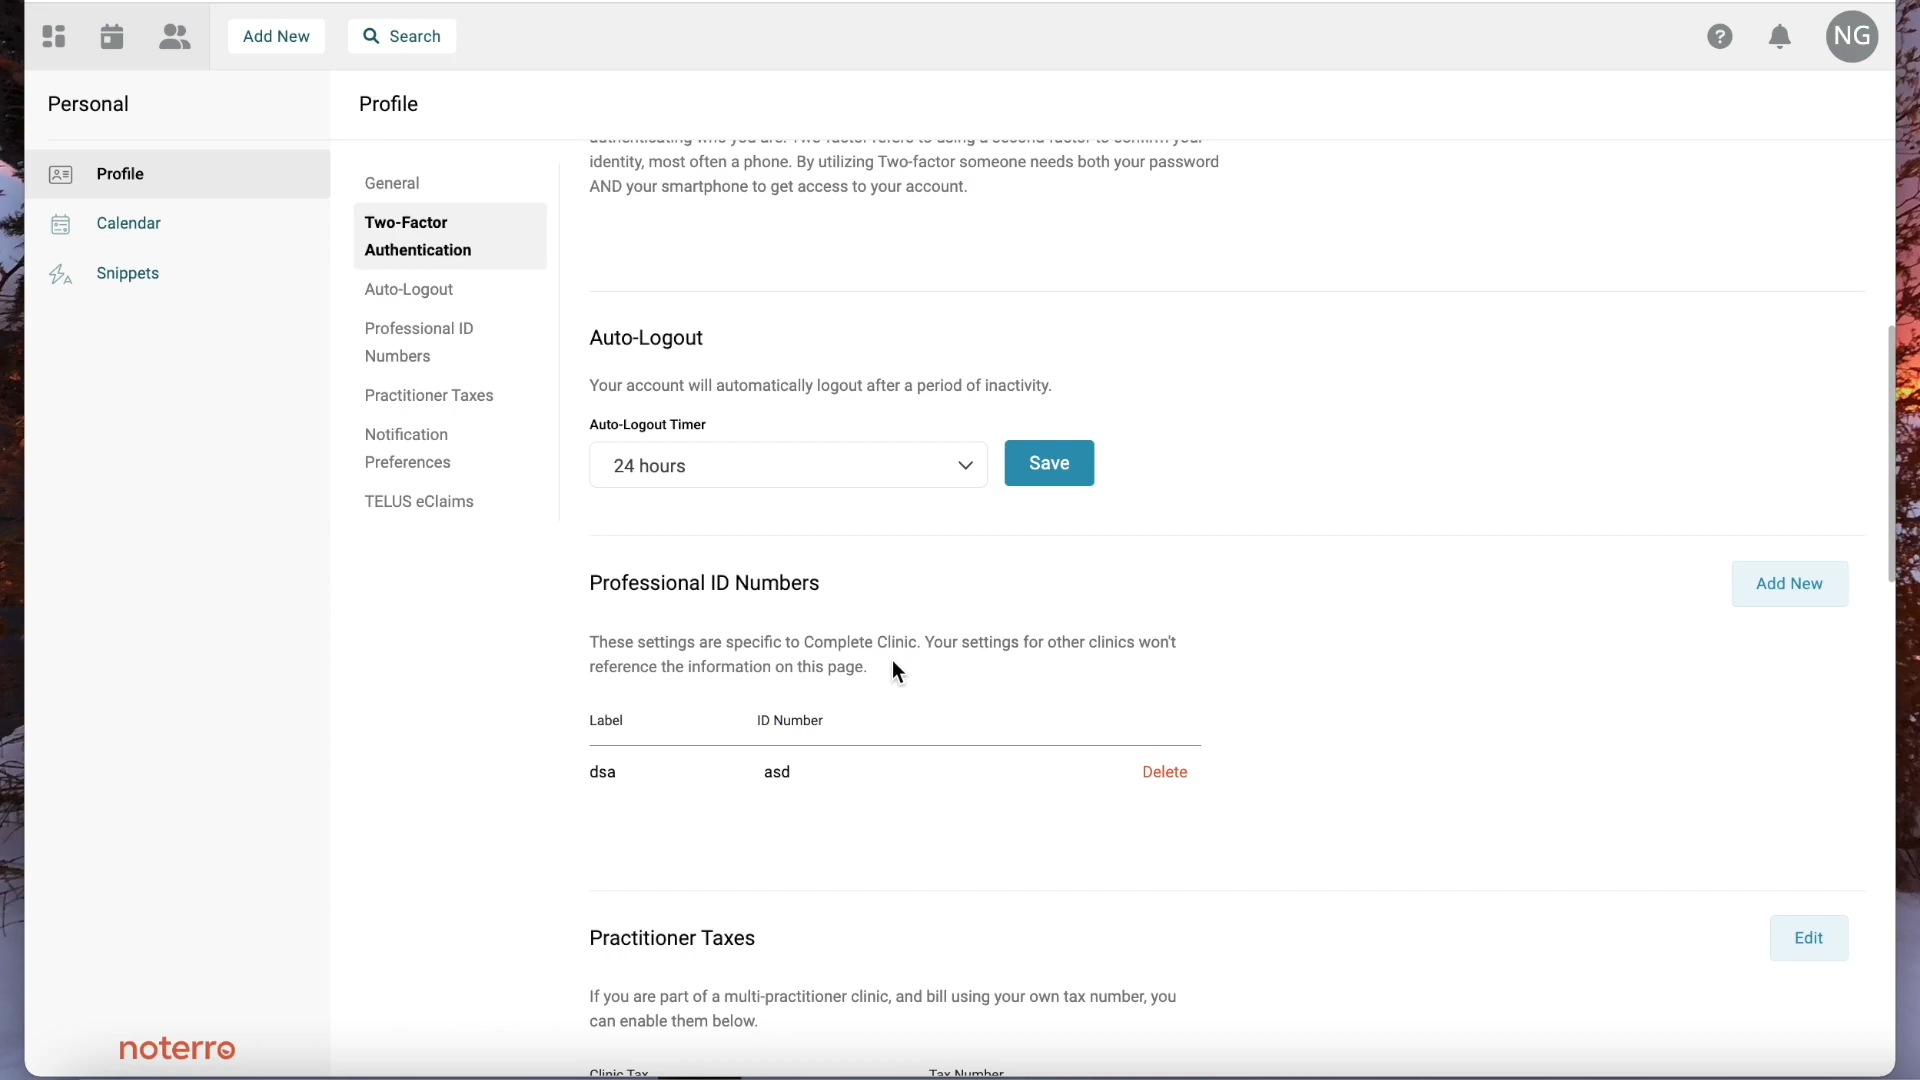 Add New
Search
?
NG
Personal
Profile
Profile
Calendar
Snippets
General
Two-Factor
Authentication
Auto-Logout
Professional ID
Numbers
Practitioner Taxes
Notification
Preferences
TELUS eClaims
authenticating who you are. Two-factor refers to using a second factor to confirm your
identity, most often a phone. By utilizing Two-factor someone needs both your password
AND your smartphone to get access to your account.
Auto-Logout
Your account will automatically logout after a period of inactivity.
Auto-Logout Timer
24 hours
Save
Professional ID Numbers
Add New
These settings are specific to Complete Clinic. Your settings for other clinics won't
reference the information on this page.
Label ID Number
dsa asd Delete
Practitioner Taxes
Edit
If you are part of a multi-practitioner clinic, and bill using your own tax number, you
can enable them below.
Clinic Tax Tax Number
noterro